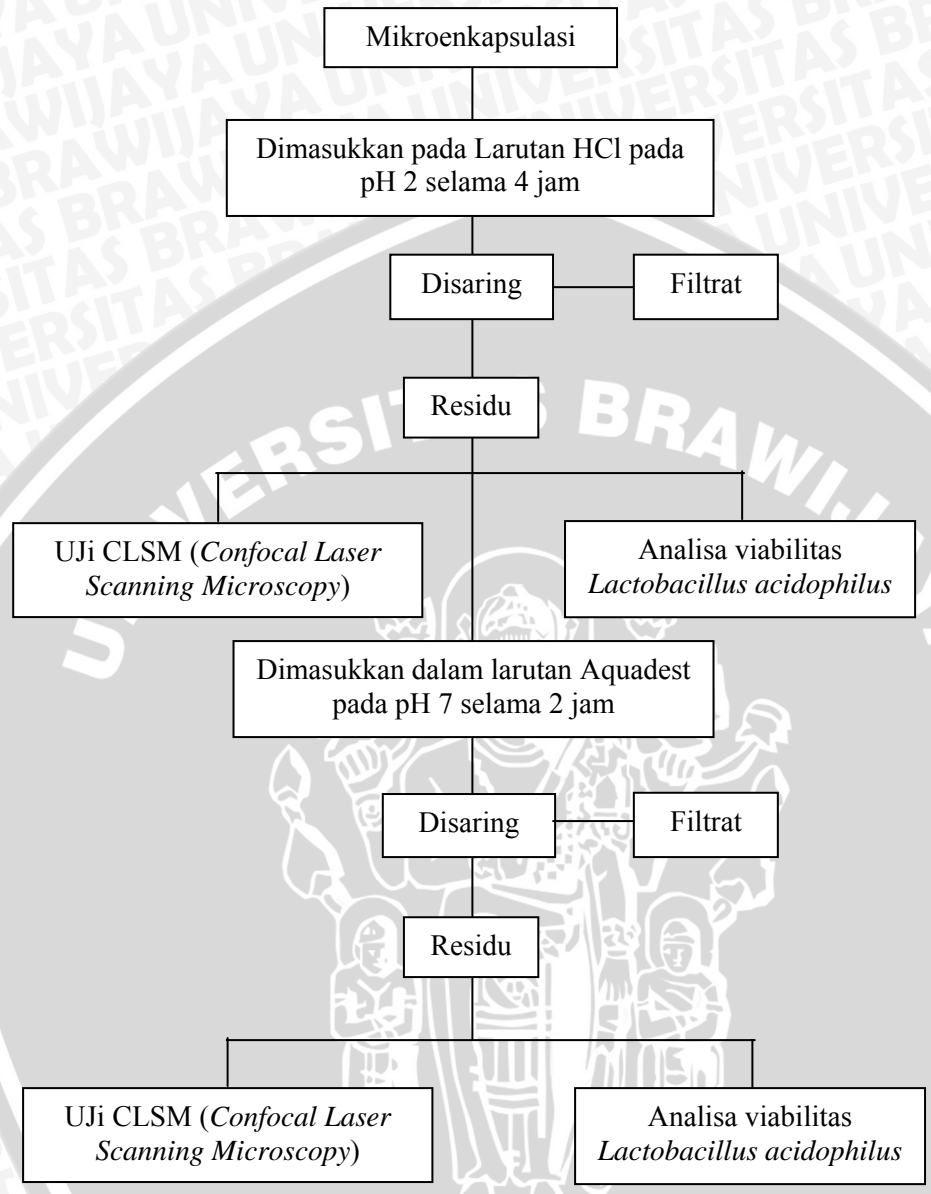 Mikroenkapsulasi
Dimasukkan pada Larutan HCl pada
pH 2 selama 4 jam
Disaring
Filtrat
Residu
UJi CLSM (Confocal Laser
Scanning Microscopy)
Analisa viabilitas
Lactobacillus acidophilus
Dimasukkan dalam larutan Aquadest
pada pH 7 selama 2 jam
Disaring
Filtrat
Residu
UJi CLSM (Confocal Laser
Scanning Microscopy)
Analisa viabilitas
Lactobacillus acidophilus